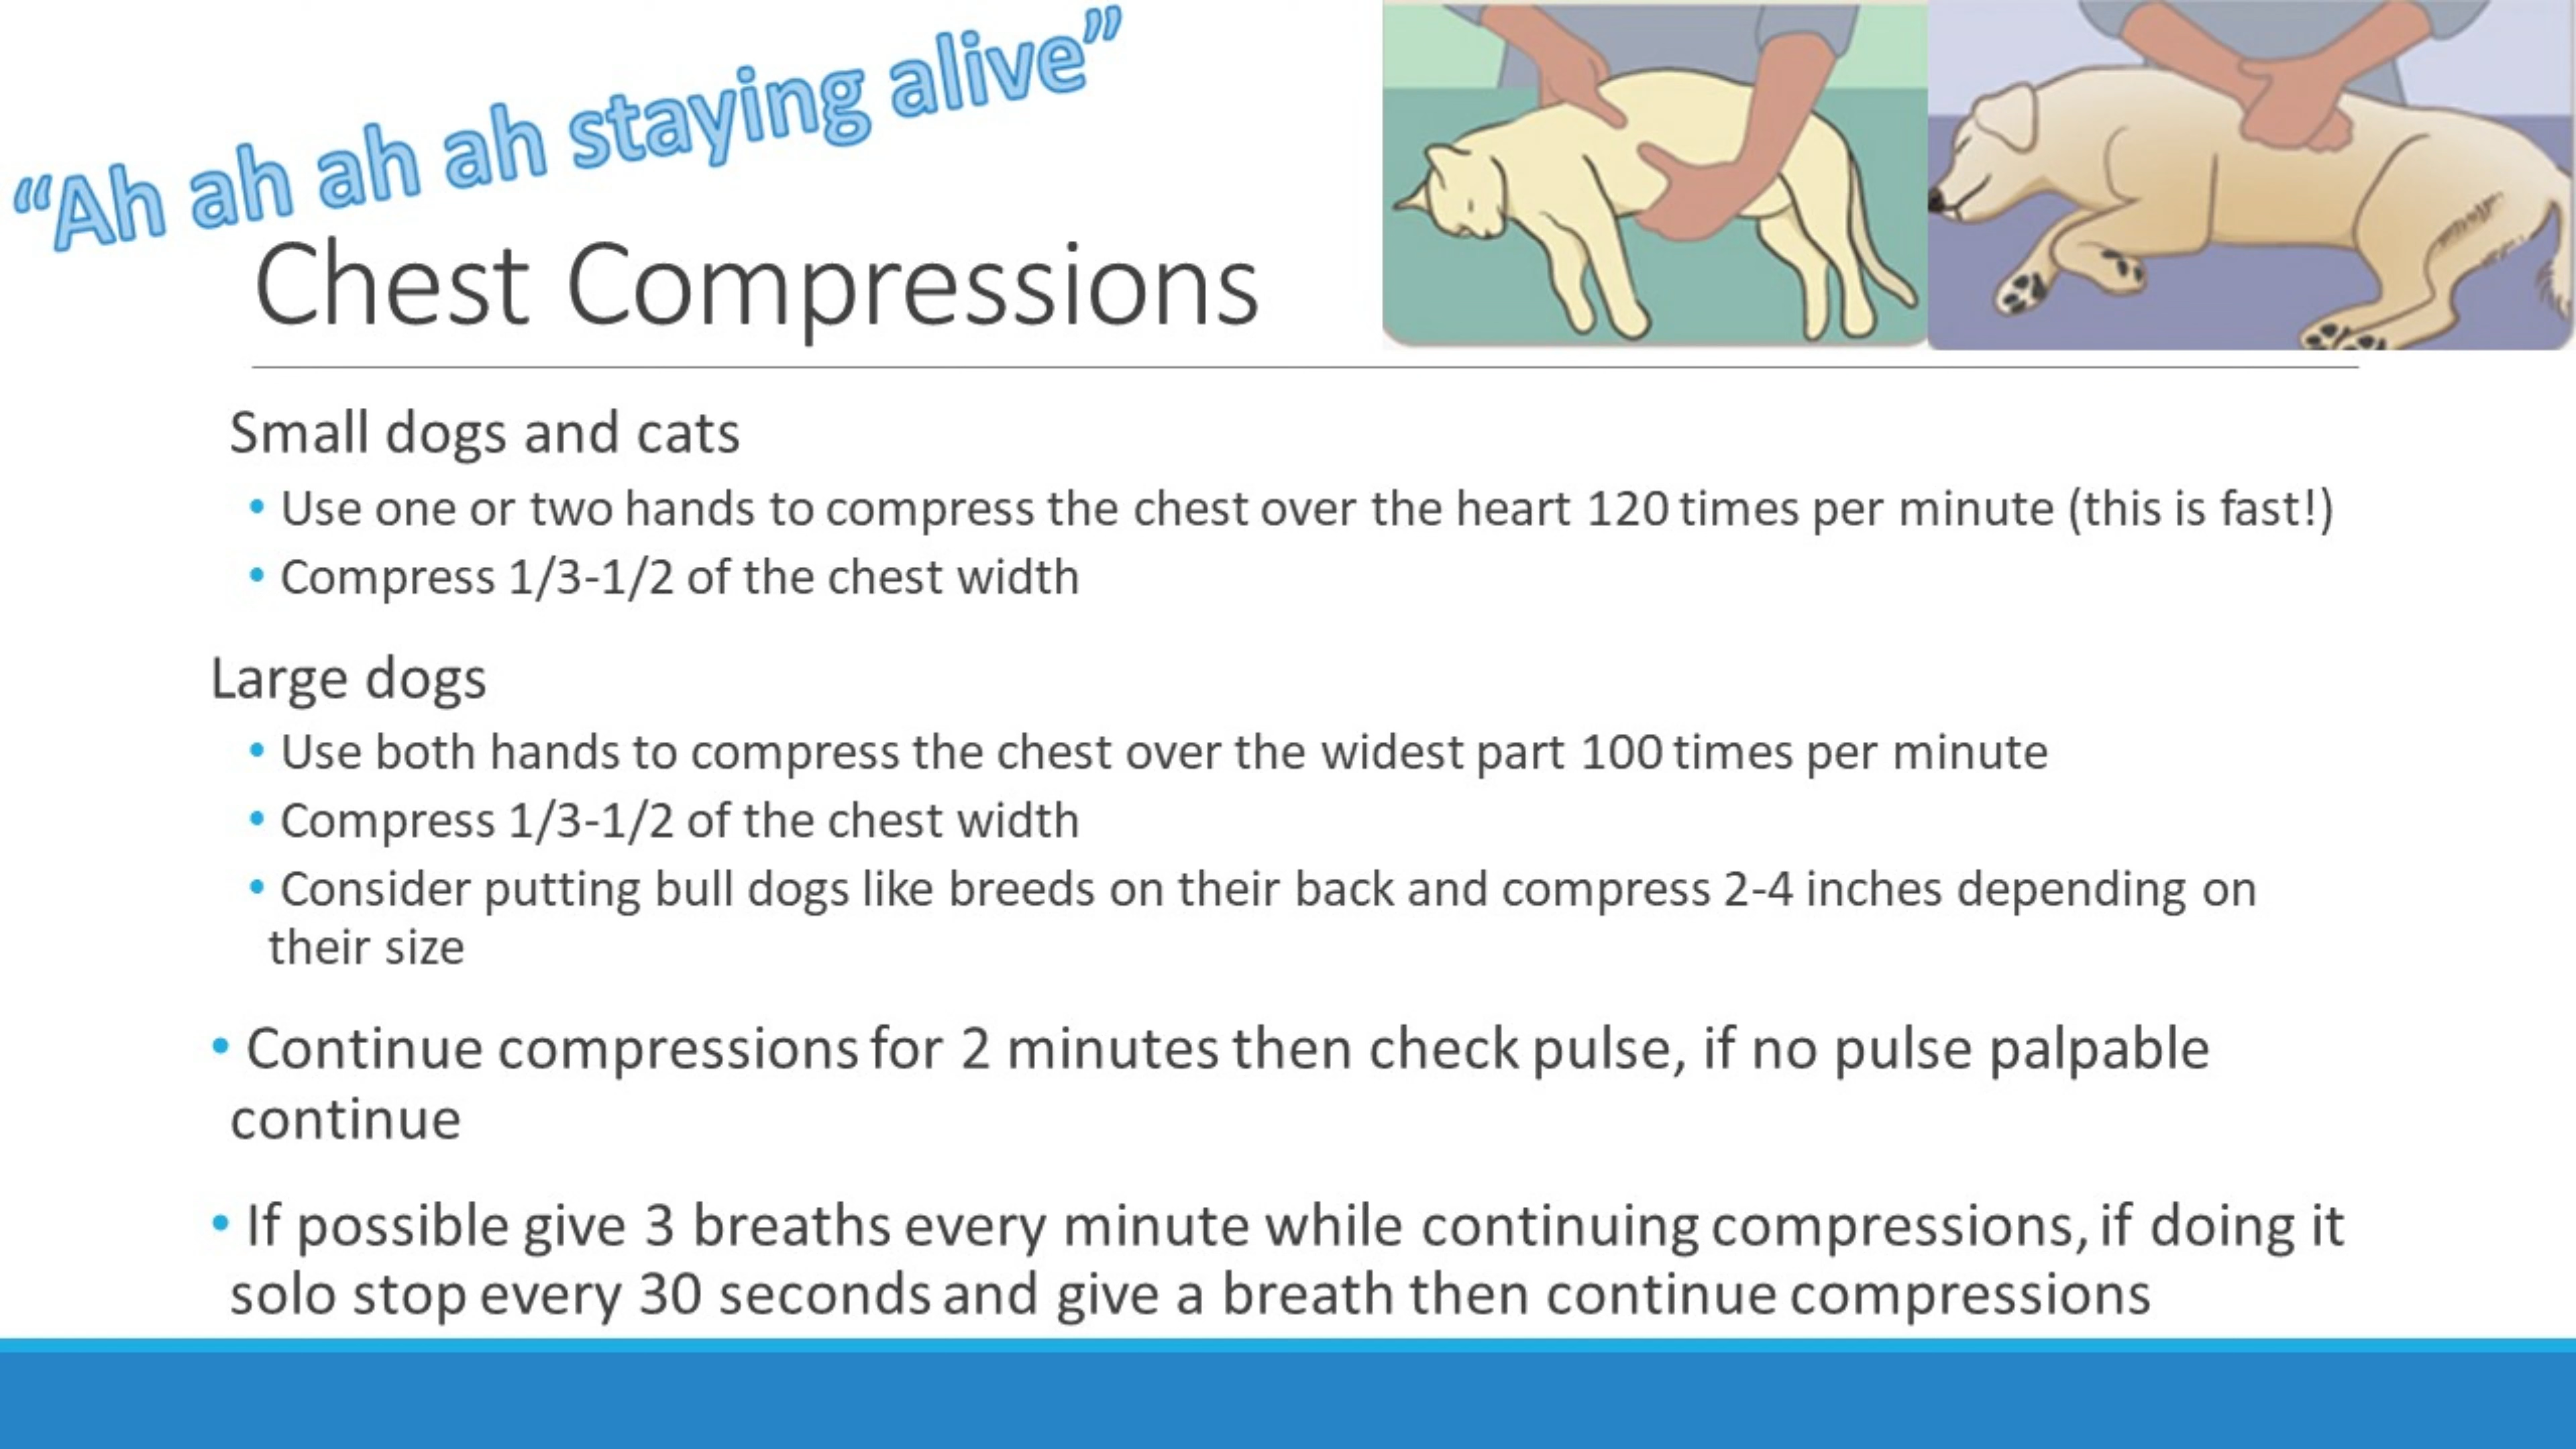 “Ah ah ah ah staying alive”
Chest Compressions
Small dogs and cats
• Use one or two hands to compress the chest over the heart 120 times per minute (this is fast!)
• Compress 1/3-1/2 of the chest width
Large dogs
• Use both hands to compress the chest over the widest part 100 times per minute
• Compress 1/3-1/2 of the chest width
• Consider putting bull dogs like breeds on their back and compress 2-4 inches depending on
their size
• Continue compressions for 2 minutes then check pulse, if no pulse palpable
continue
• If possible give 3 breaths every minute while continuing compressions, if doing it
solo stop every 30 seconds and give a breath then continue compressions